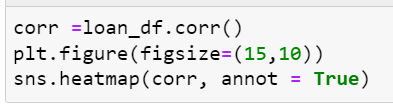 corr =loan_df.corr()
plt.figure(figsize=(15,10))
sns.heatmap(corr, annot = True)